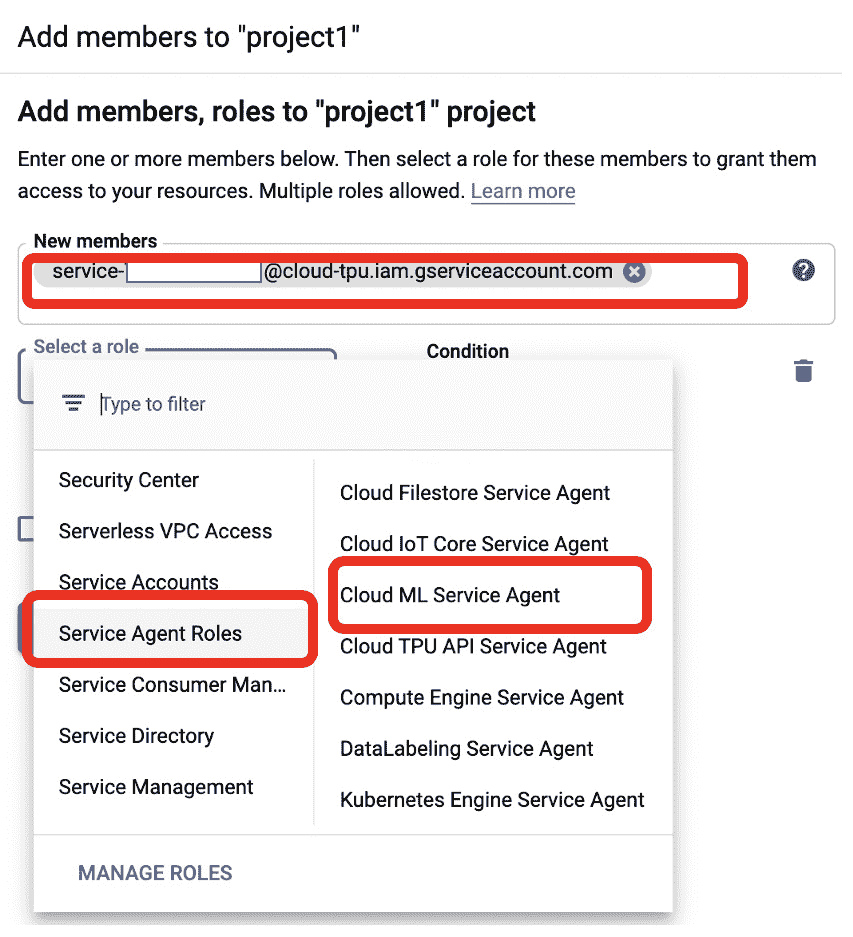 Add members to "project1"
Add members, roles to "project1" project
Enter one or more members below. Then select a role for these members to grant them
access to your resources. Multiple roles allowed. Learn more
New members
service- @cloud-tpu.iam.gserviceaccount.com
Select a role
Condition
Type to filter
Security Center
Serverless VPC Access
Service Accounts
Service Agent Roles
Service Consumer Man...
Service Directory
Service Management
Cloud Filestore Service Agent
Cloud IoT Core Service Agent
Cloud ML Service Agent
Cloud TPU API Service Agent
Compute Engine Service Agent
DataLabeling Service Agent
Kubernetes Engine Service Agent
MANAGE ROLES